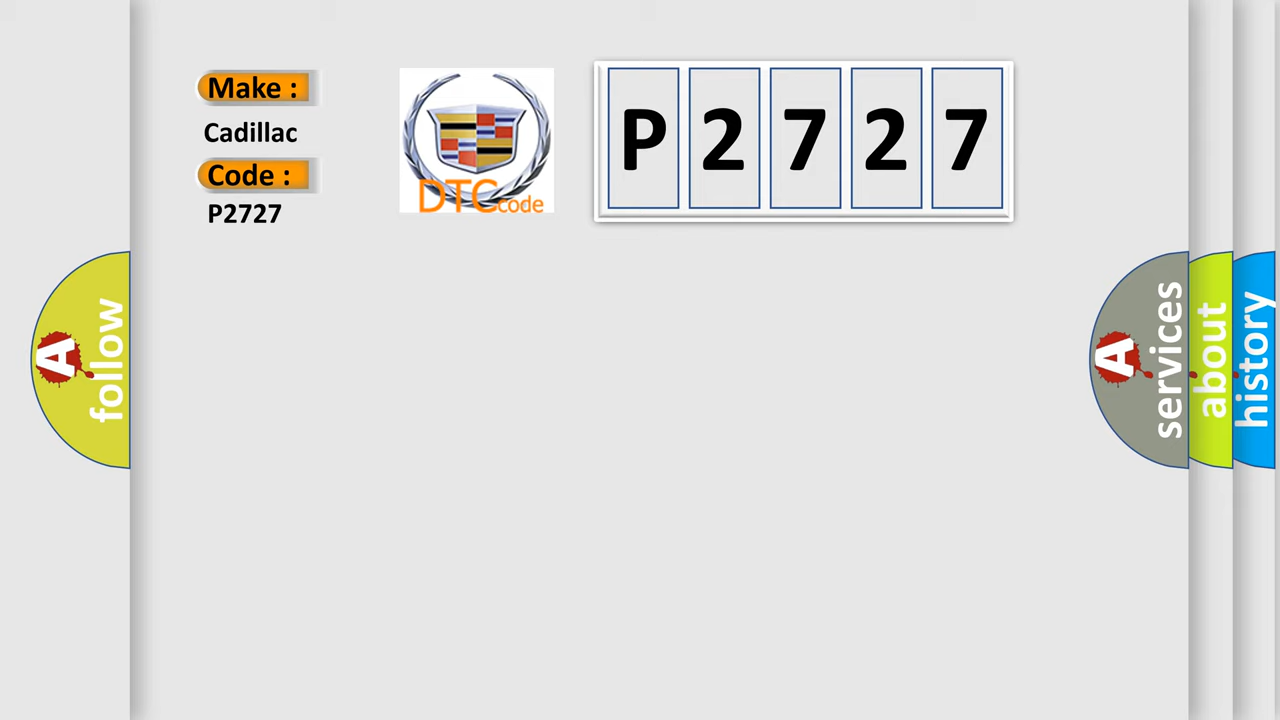 Make :
Cadillac
Code :
P2727
DTCcode
P 2 7 2 7
A follow
A services
about
history